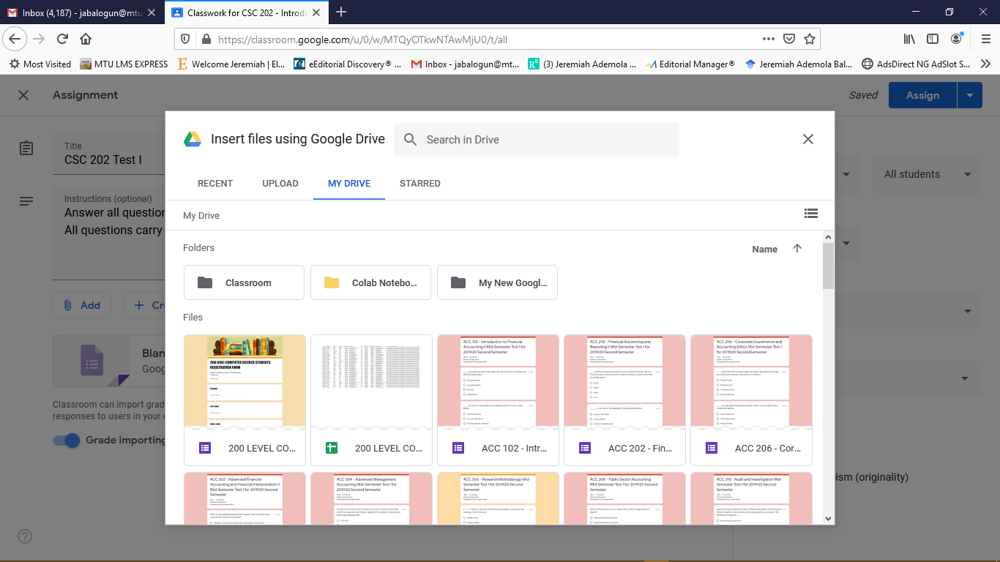 Inbox (4,187) - jabalogun@mtu
Classwork for CSC 202 - Introdu
https://classroom.google.com/u/0/w/MTQyOTkwNTAwMjU0/t/all
Most Visited
MTU LMS EXPRESS
Welcome Jeremiah | El...
eEditorial Discovery® ...
Inbox - jabalogun@mt...
(3) Jeremiah Ademola ...
Editorial Manager®
Jeremiah Ademola Bal...
AdsDirect NG AdSlot S...
Assignment
Saved
Assign
Title
CSC 202 Test I
Instructions (optional)
Answer all question
All questions carry
All students
Add
Cre
Blan
Goog
Classroom can import grad
responses to users in your
Grade importing
ism (originality)
Insert files using Google Drive
Search in Drive
RECENT
UPLOAD
MY DRIVE
STARRED
My Drive
Folders
Name
Classroom
Colab Notebo...
My New Googl...
Files
200 LEVEL COMPUTER SCIENCE STUDENTS
REGISTRATION FORM
ACC 102 - Introduction to Financial
Accounting II Mid-Semester Test I for
2019/20 Second Semester
ACC 202 - Financial Accounting and
Reporting II Mid-Semester Test I for
2019/20 Second Semester
ACC 206 - Corporate Governance and
Accounting Ethics Mid-Semester Test
I for 2019/20 Second Semester
200 LEVEL CO...
200 LEVEL CO...
ACC 102 - Intr...
ACC 202 - Fin...
ACC 206 - Cor...
ACC 302 - Advanced Financial
Accounting and Financial Interpretation II
Mid-Semester Test I for 2019/20 Second
Semester
ACC 304 - Advanced Management
Accounting Mid-Semester Test I for
2019/20 Second Semester
ACC 306 - Research Methodology Mid-
Semester Test I for 2019/20 Second
Semester
ACC 308 - Public Sector Accounting
Mid-Semester Test I for 2019/20 Second
Semester
ACC 310 - Audit and Investigation Mid-
Semester Test I for 2019/20 Second
Semester